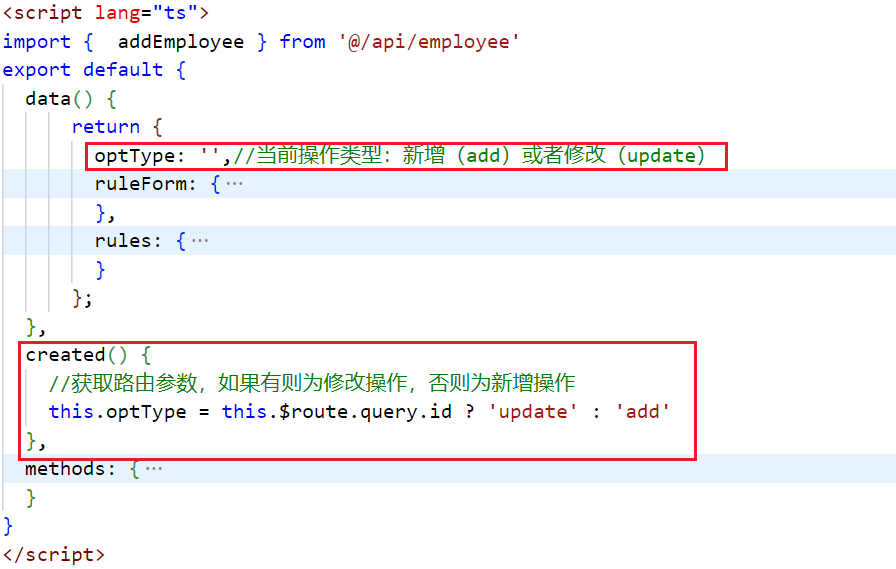 <script lang="ts">
import {  addEmployee } from '@/api/employee'
export default {
  data() {
      return {
        optType: '',//当前操作类型：新增（add）或者修改（update）
        ruleForm: {…
        },
        rules: {…
        }
      };
  },
  created() {
    //获取路由参数，如果有则为修改操作，否则为新增操作
    this.optType = this.$route.query.id ? 'update' : 'add'
  },
  methods: {…
  }
}
</script>